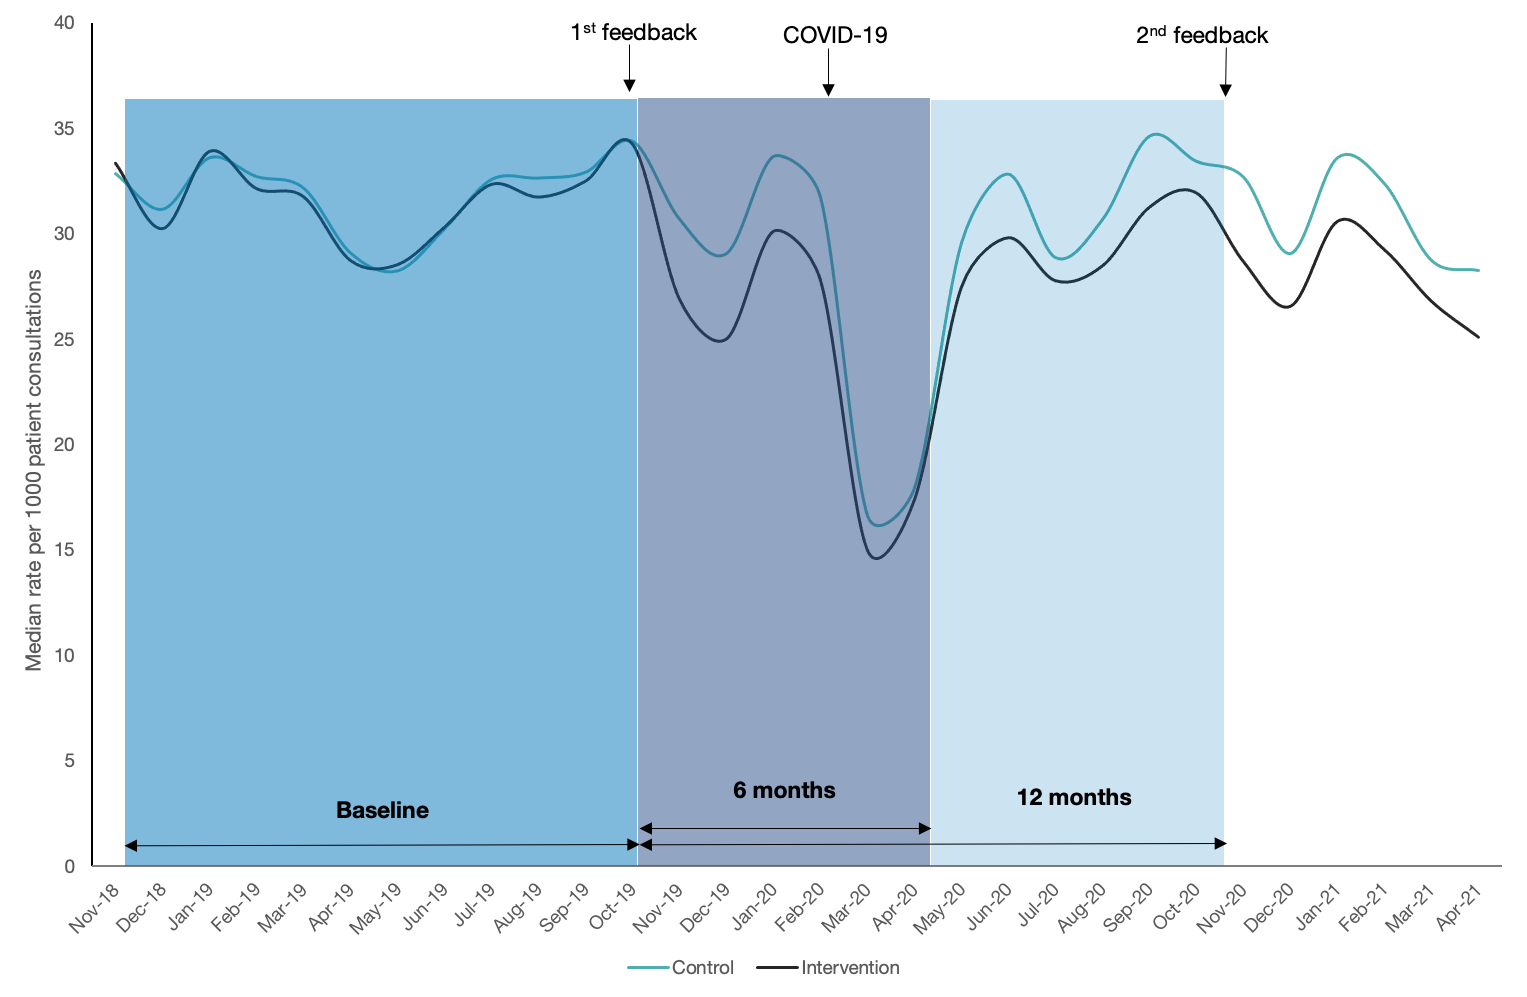 1st feedback
COVID-19
2nd feedback
Median rate per 1000 patient consultations
40
35
30
25
20
15
10
5
0
Baseline
6 months
12 months
Nov-18
Dec-18
Jan-19
Feb-19
Mar-19
Apr-19
May-19
Jun-19
Jul-19
Aug-19
Sep-19
Oct-19
Nov-19
Dec-19
Jan-20
Feb-20
Mar-20
Apr-20
May-20
Jun-20
Jul-20
Aug-20
Sep-20
Oct-20
Nov-20
Dec-20
Jan-21
Feb-21
Mar-21
Apr-21
Control
Intervention